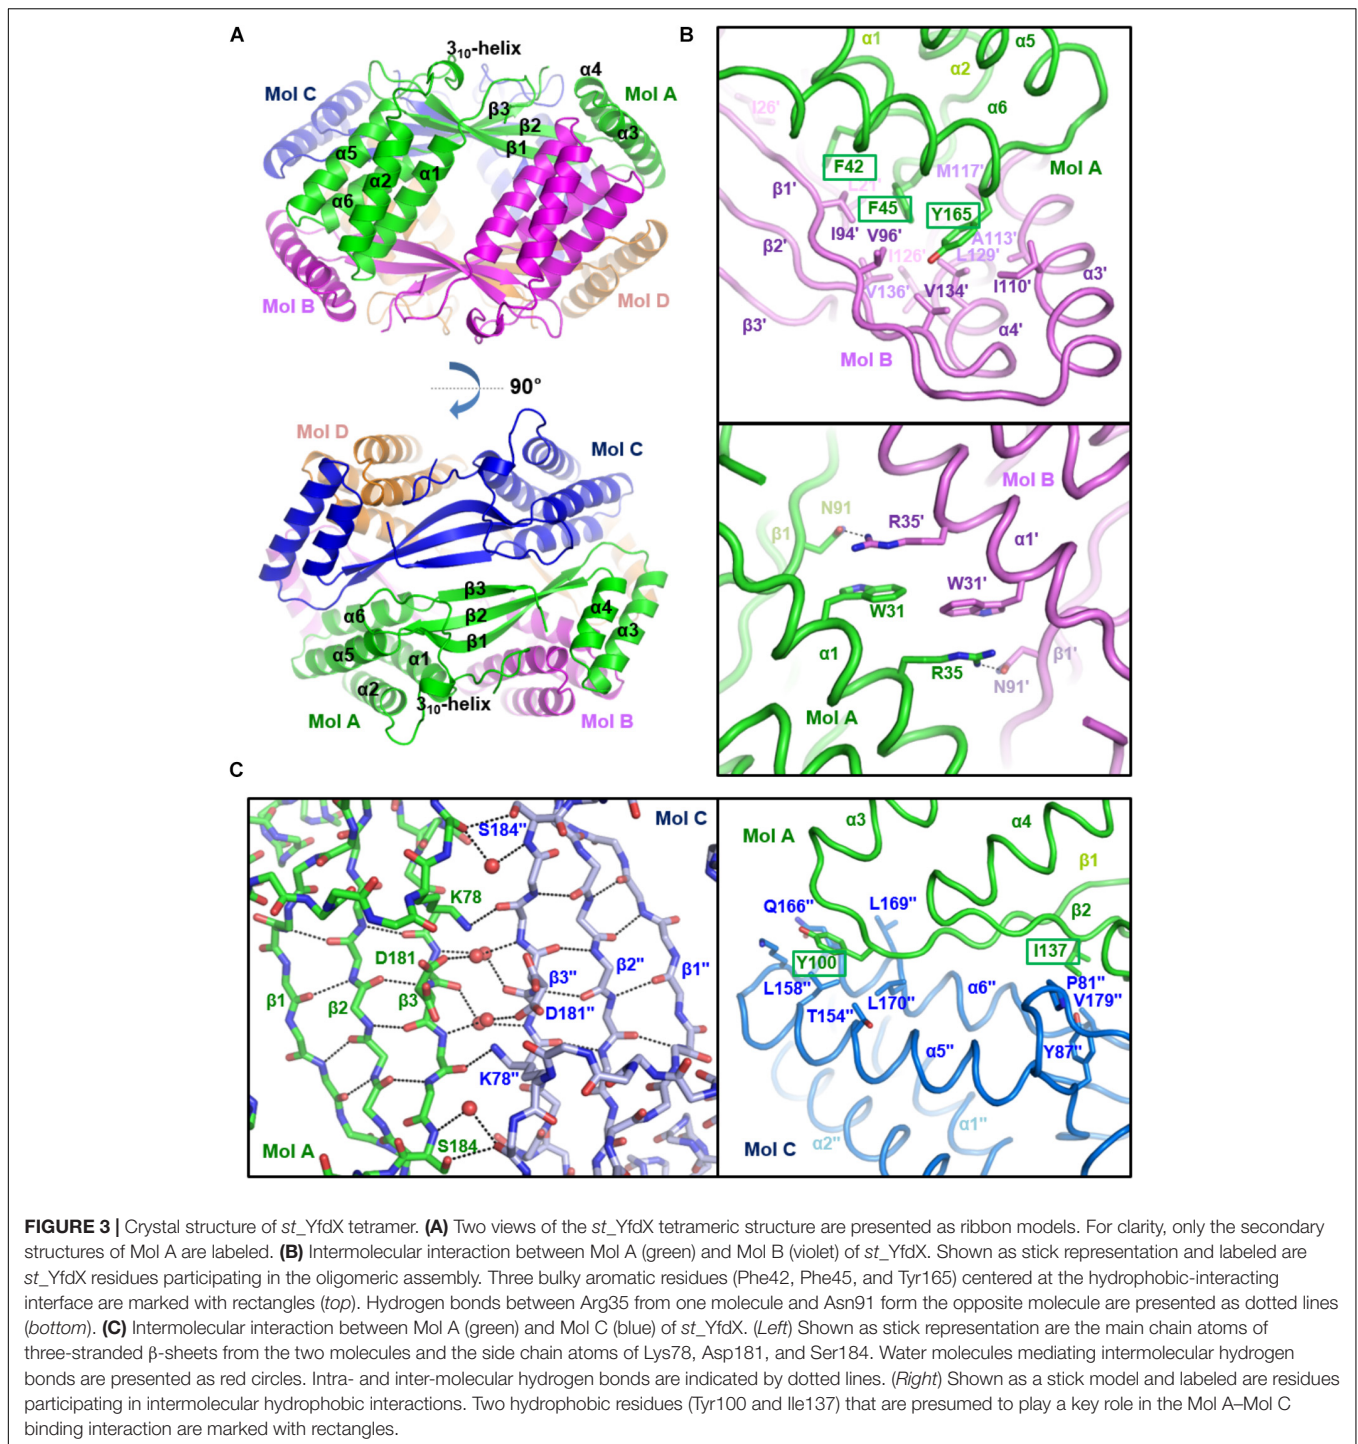 A
3₁₀-helix
α4
Mol C
Mol A
β3
β2
β1
α3
α5
α2
α1
α6
Mol B
Mol D
90°
Mol D
Mol C
β3
β2
β1
α6
α5
α1
α2
α4
α3
3₁₀-helix
Mol A
Mol B
B
α1
α5
α2
α6
I26'
Mol A
F42
M117'
L21'
β1'
F45
Y165
I94'
V96'
A113'
β2'
I126'
L129'
I110'
α3'
V136'
V134'
β3'
α4'
Mol B
Mol B
N91
R35'
β1
α1'
W31
W31'
α1
R35
N91'
β1'
Mol A
C
S184"
Mol C
K78
D181
β1
β2
β3
β3"
β2"
β1"
D181"
K78"
S184
Mol A
α3
α4
Mol A
β1
Q166"
L169"
β2
Y100
I137
L158"
P81"
T154"
L170"
α6"
V179"
α5"
Y87"
α2"
α1"
Mol C
FIGURE 3 | Crystal structure of st_YfdX tetramer. (A) Two views of the st_YfdX tetrameric structure are presented as ribbon models. For clarity, only the secondary
structures of Mol A are labeled. (B) Intermolecular interaction between Mol A (green) and Mol B (violet) of st_YfdX. Shown as stick representation and labeled are
st_YfdX residues participating in the oligomeric assembly. Three bulky aromatic residues (Phe42, Phe45, and Tyr165) centered at the hydrophobic-interacting
interface are marked with rectangles (top). Hydrogen bonds between Arg35 from one molecule and Asn91 form the opposite molecule are presented as dotted lines
(bottom). (C) Intermolecular interaction between Mol A (green) and Mol C (blue) of st_YfdX. (Left) Shown as stick representation are the main chain atoms of
three-stranded β-sheets from the two molecules and the side chain atoms of Lys78, Asp181, and Ser184. Water molecules mediating intermolecular hydrogen
bonds are presented as red circles. Intra- and inter-molecular hydrogen bonds are indicated by dotted lines. (Right) Shown as a stick model and labeled are residues
participating in intermolecular hydrophobic interactions. Two hydrophobic residues (Tyr100 and Ile137) that are presumed to play a key role in the Mol A–Mol C
binding interaction are marked with rectangles.